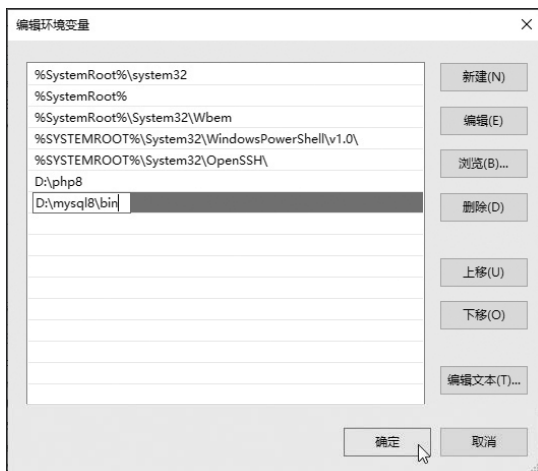 编辑环境变量
%SystemRoot%\system32
%SystemRoot%
%SystemRoot%\System32\Wbem
%SYSTEMROOT%\System32\WindowsPowerShell\v1.0\
%SYSTEMROOT%\System32\OpenSSH\
D:\php8
D:\mysql8\bin
新建(N)
编辑(E)
浏览(B)...
删除(D)
上移(U)
下移(O)
编辑文本(T)...
确定
取消